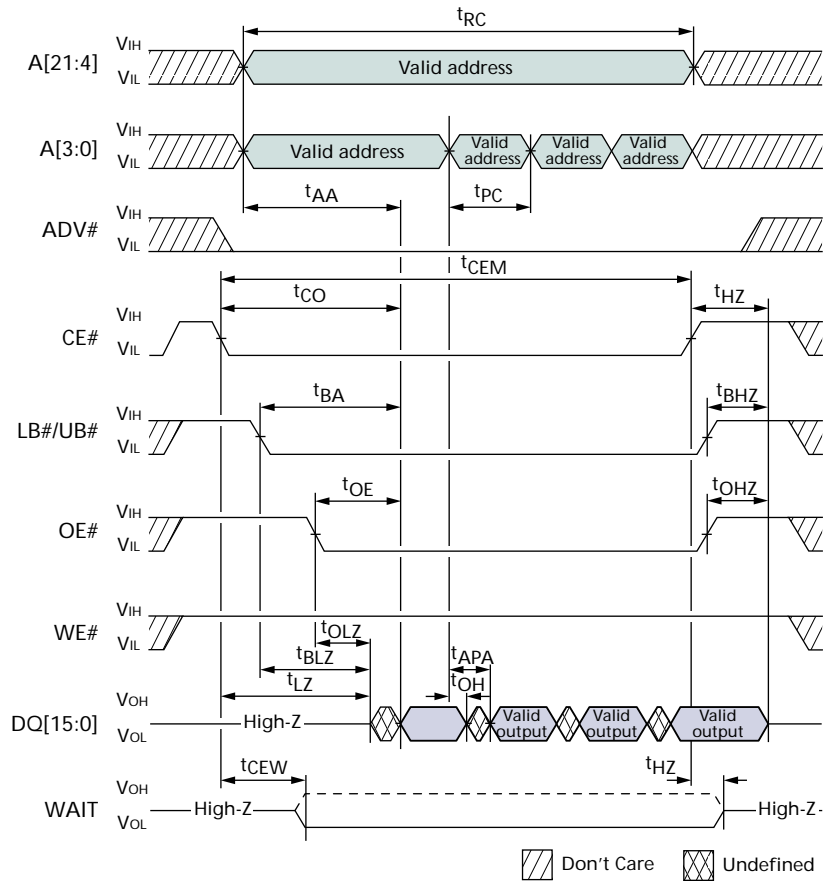 tRC
A[21:4] VIH VIL Valid address
A[3:0] VIH VIL Valid address Valid address Valid address Valid address
tAA tPC
ADV# VIH VIL
tCEM
tCO tHZ
CE# VIH VIL
tBA tBHZ
LB#/UB# VIH VIL
tOE tOHZ
OE# VIH VIL
WE# VIH VIL
tOLZ
tBLZ tAPA
tLZ tOH
DQ[15:0] VOH VOL High-Z Valid output Valid output Valid output
tCEW tHZ
WAIT VOH VOL High-Z High-Z
Don't Care Undefined